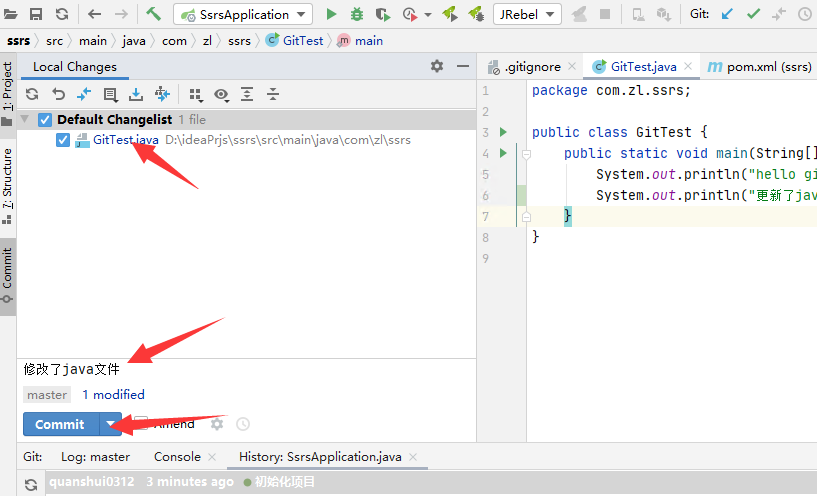 SsrsApplication JRebel Git:
ssrs src main java com zl ssrs GitTest main
1: Project
7: Structure
Commit
Local Changes
Default Changelist 1 file
GitTest.java D:\ideaPrjs\ssrs\src\main\java\com\zl\ssrs
修改了java文件
master 1 modified
Commit Amend
.gitignore GitTest.java pom.xml (ssrs)
1 package com.zl.ssrs;
2
3 public class GitTest {
4 public static void main(String[]
5 System.out.println("hello gi
6 System.out.println("更新了jav
7 }
8 }
9
Git: Log: master Console History: SsrsApplication.java
quanshui0312 3 minutes ago 初始化项目